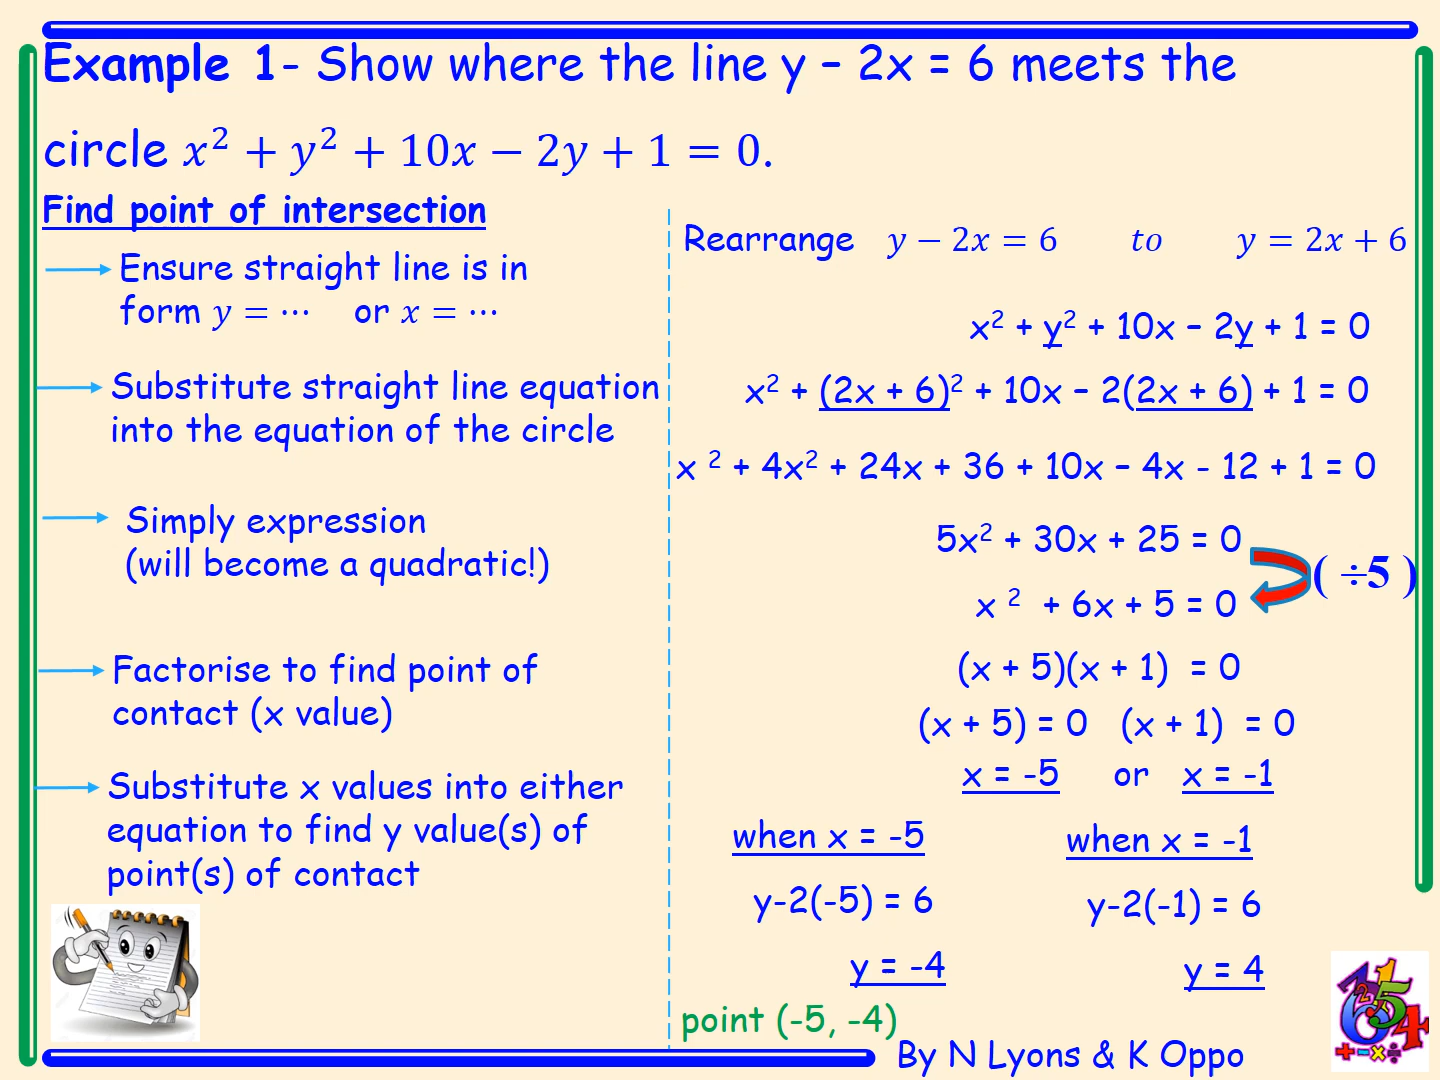 Example 1- Show where the line y – 2x = 6 meets the
circle x² + y² + 10x − 2y + 1 = 0.
Find point of intersection
Ensure straight line is in
form y = ⋯ or x = ⋯
Substitute straight line equation
into the equation of the circle
Simply expression
(will become a quadratic!)
Factorise to find point of
contact (x value)
Substitute x values into either
equation to find y value(s) of
point(s) of contact
Rearrange y − 2x = 6 to y = 2x + 6
x² + y² + 10x – 2y + 1 = 0
x² + (2x + 6)² + 10x – 2(2x + 6) + 1 = 0
x ² + 4x² + 24x + 36 + 10x – 4x - 12 + 1 = 0
5x² + 30x + 25 = 0
( ÷5 )
x ² + 6x + 5 = 0
(x + 5)(x + 1) = 0
(x + 5) = 0 (x + 1) = 0
x = -5 or x = -1
when x = -5
y-2(-5) = 6
y = -4
point (-5, -4)
when x = -1
y-2(-1) = 6
y = 4
By N Lyons & K Oppo